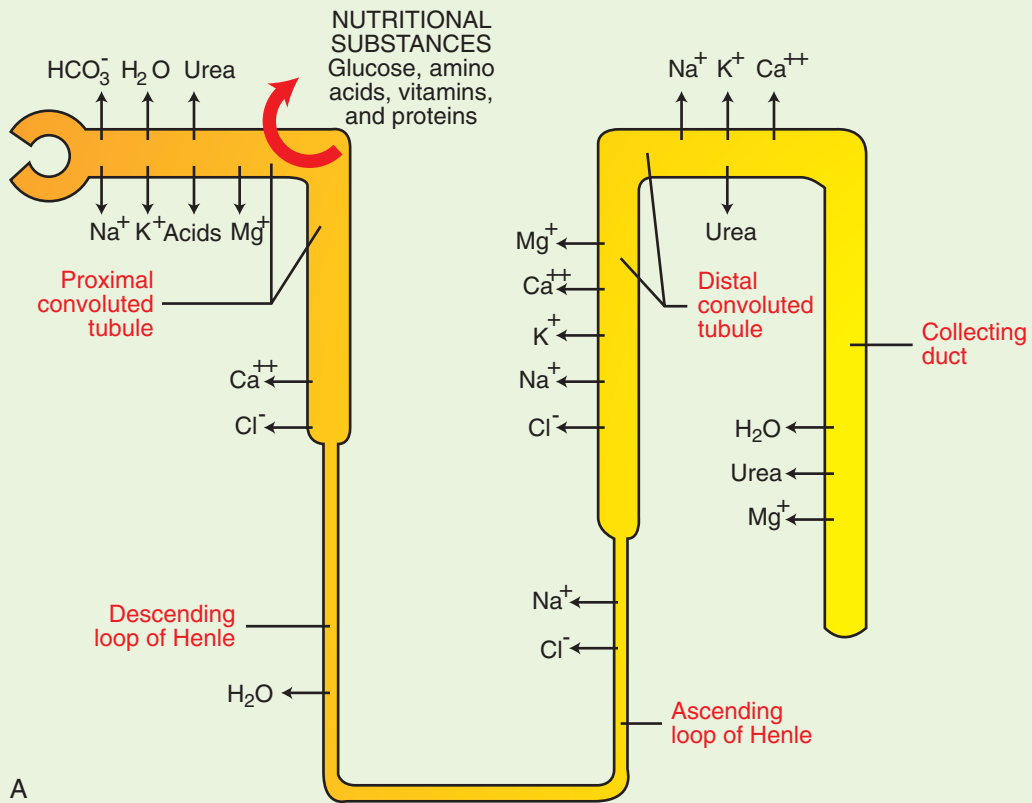 NUTRITIONAL
SUBSTANCES
Glucose, amino
acids, vitamins,
and proteins
HCO₃⁻ H₂O Urea
Na⁺ K⁺ Acids Mg⁺
Proximal
convoluted
tubule
Ca⁺⁺
Cl⁻
Descending
loop of Henle
H₂O
Na⁺ K⁺ Ca⁺⁺
Urea
Mg⁺
Ca⁺⁺
K⁺
Na⁺
Cl⁻
Distal
convoluted
tubule
Collecting
duct
H₂O
Urea
Mg⁺
Na⁺
Cl⁻
Ascending
loop of Henle
A